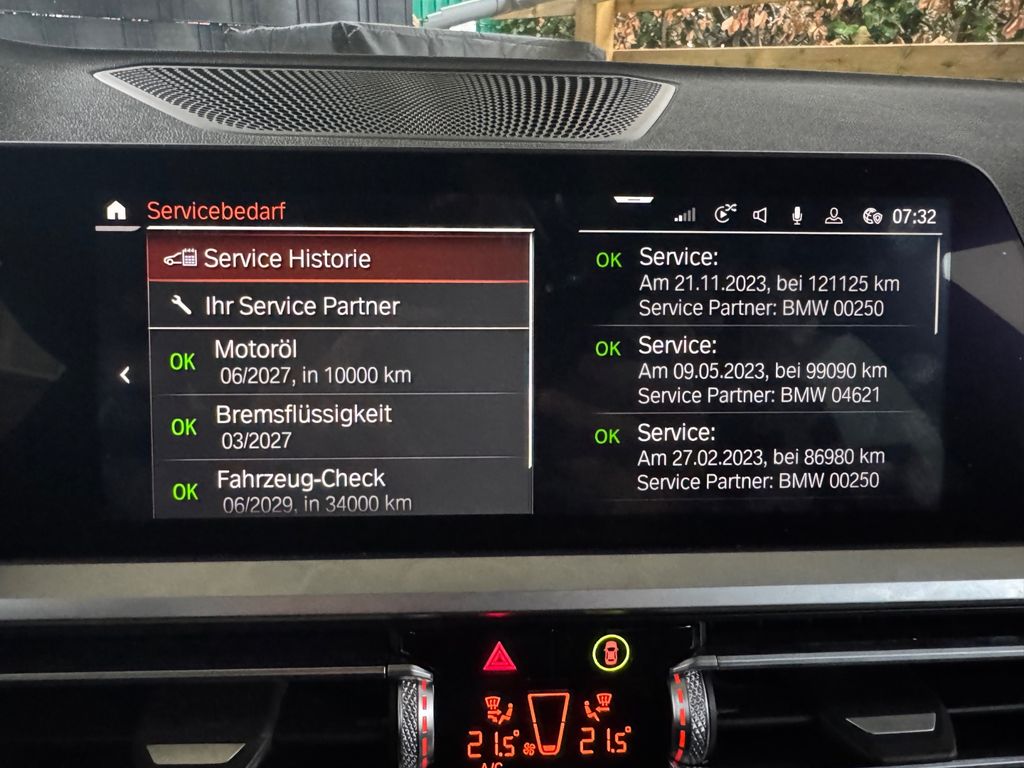 Servicebedarf
07:32
Service Historie
Ihr Service Partner
OK Motoröl
06/2027, in 10000 km
OK Bremsflüssigkeit
03/2027
OK Fahrzeug-Check
06/2029, in 34000 km
OK Service:
Am 21.11.2023, bei 121125 km
Service Partner: BMW 00250
OK Service:
Am 09.05.2023, bei 99090 km
Service Partner: BMW 04621
OK Service:
Am 27.02.2023, bei 86980 km
Service Partner: BMW 00250
21.5° 21.5°
A/C